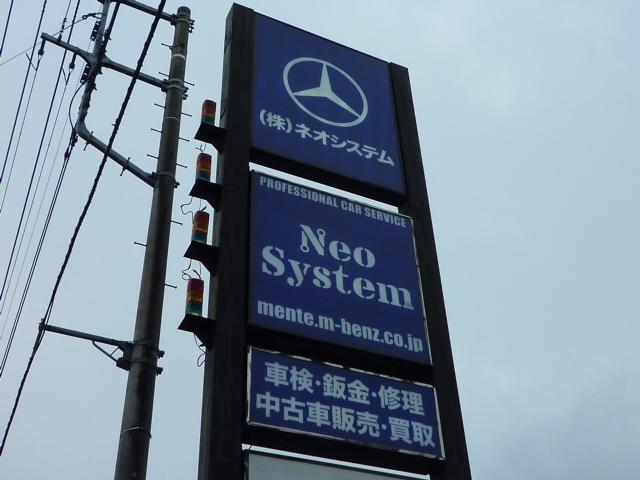 (株)ネオシステム
PROFESSIONAL CAR SERVICE
Neo
System
mente.m-benz.co.jp
車検・鈑金・修理
中古車販売・買取